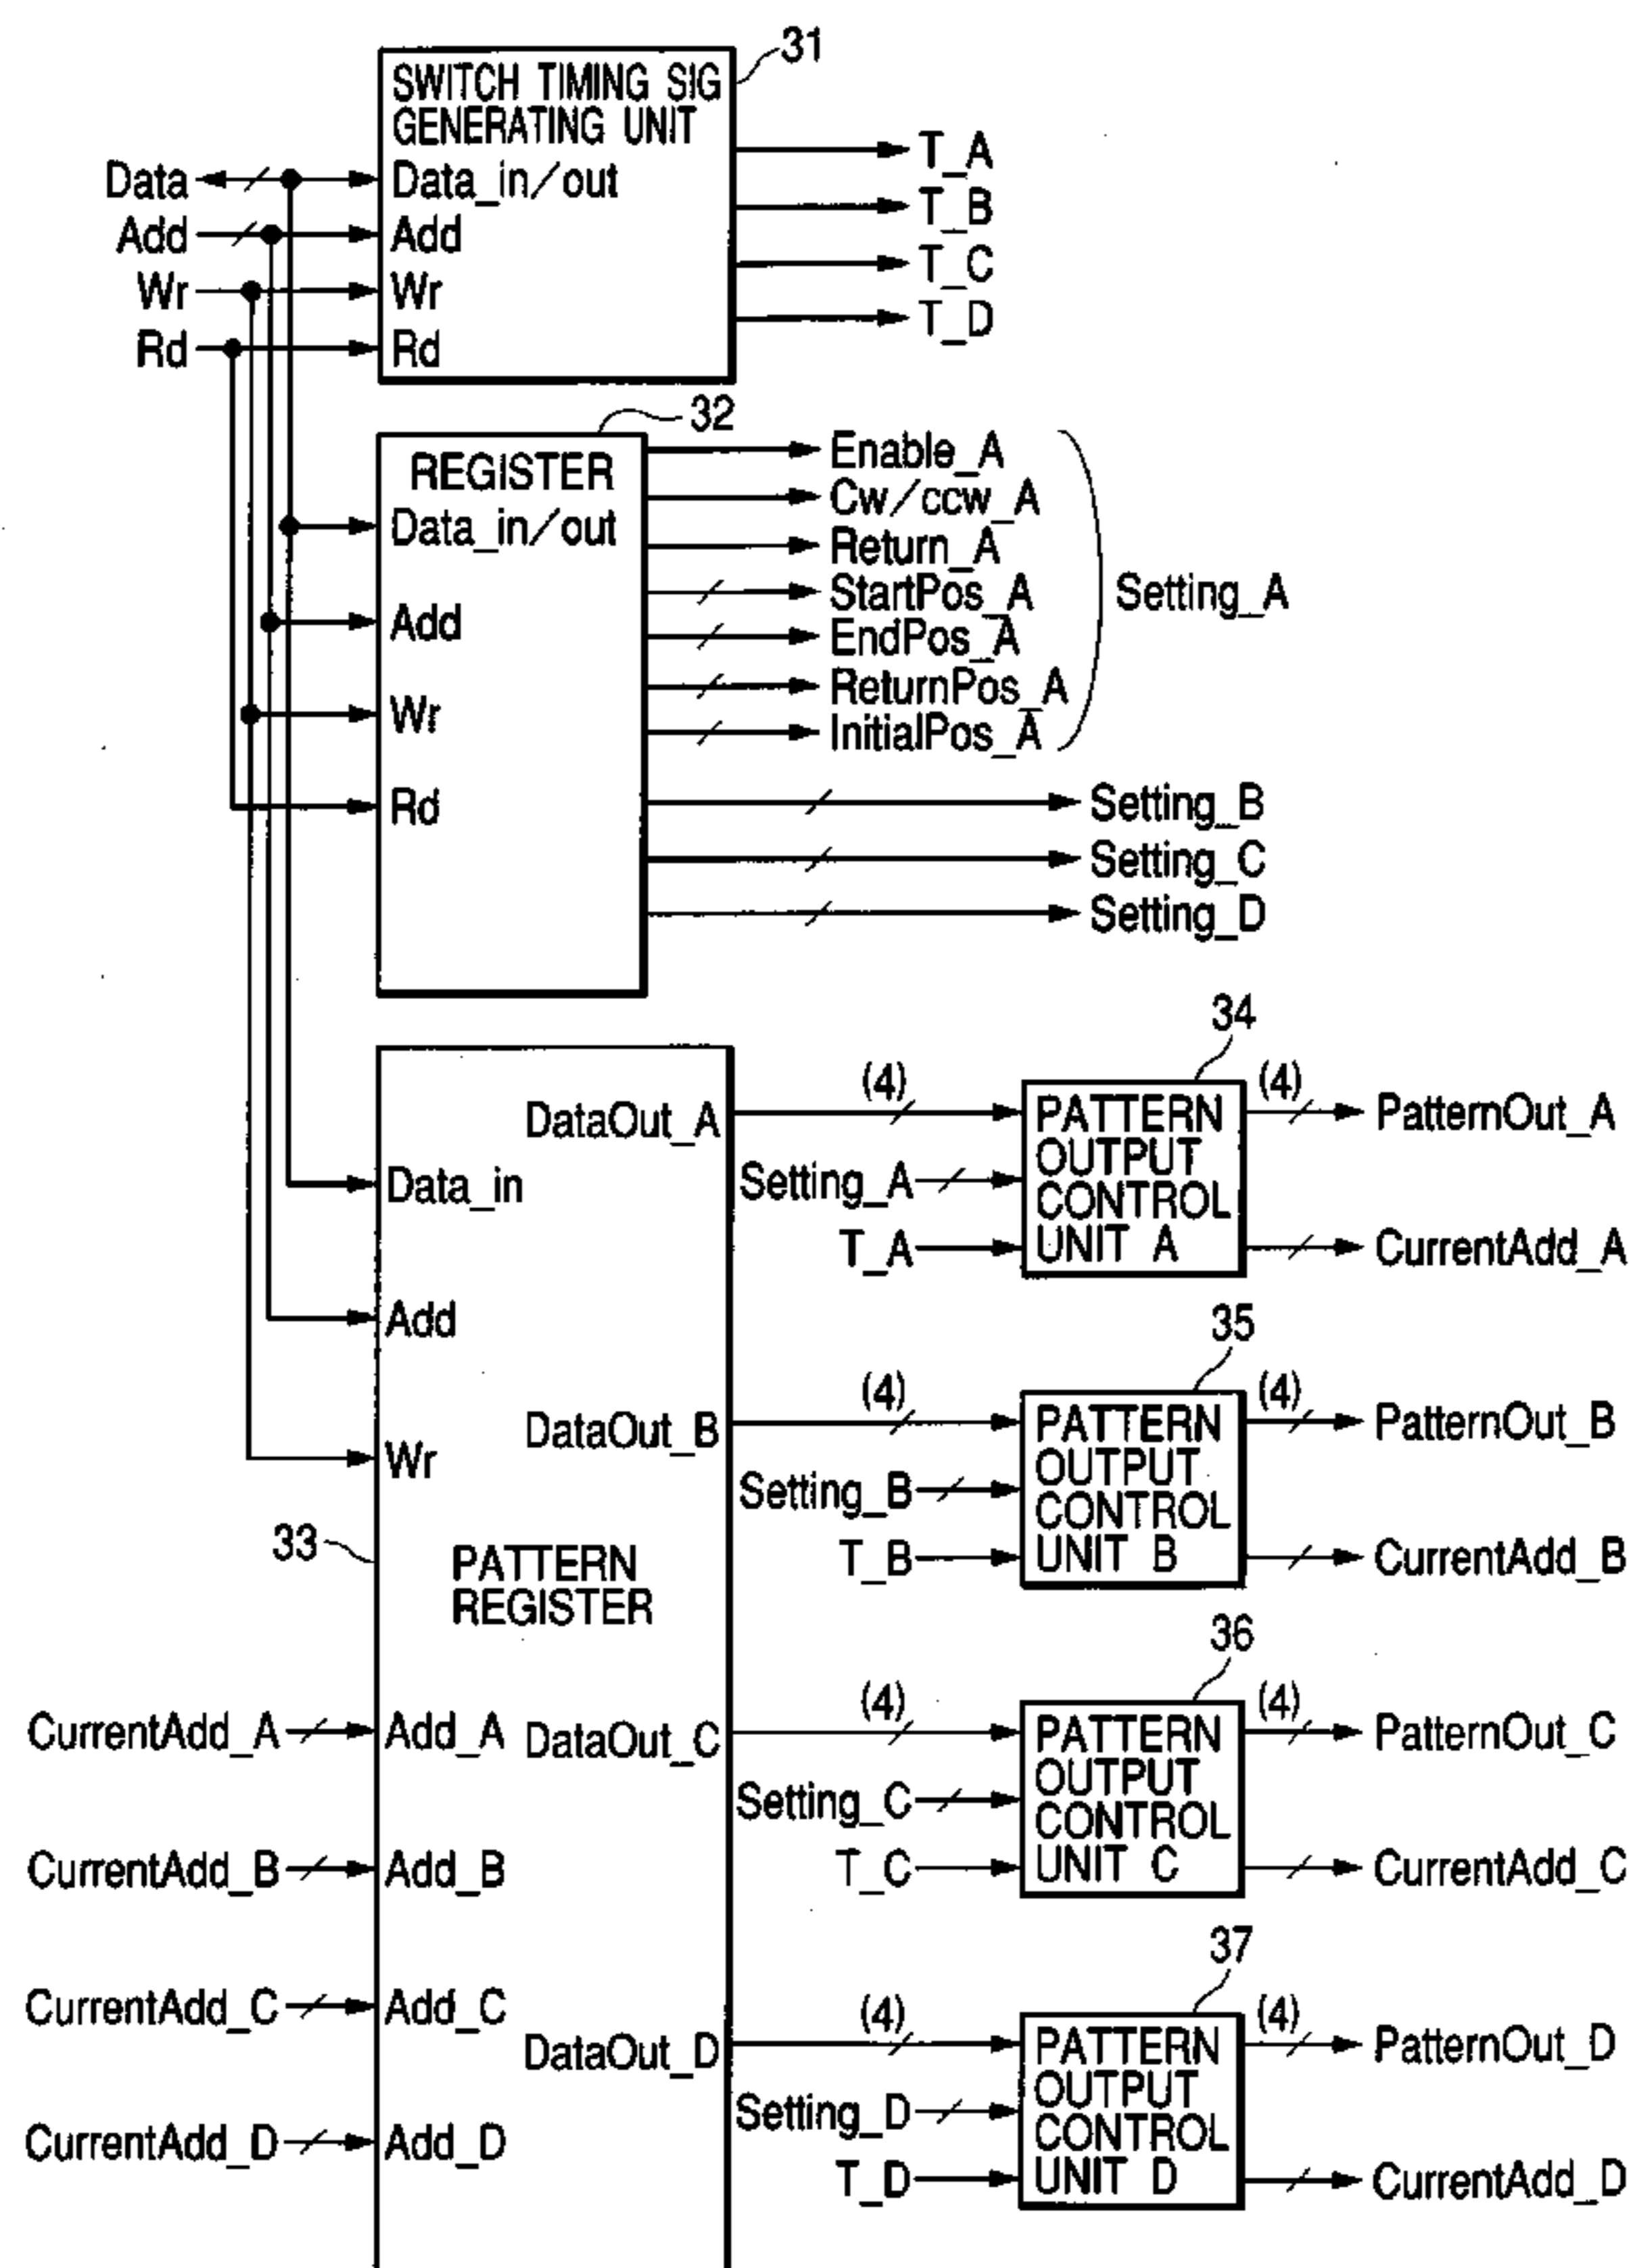 31
SWITCH TIMING SIG
GENERATING UNIT
Data
Data_in/out
Add
Add
Wr
Wr
Rd
Rd
T_A
T_B
T_C
T_D
32
REGISTER
Data_in/out
Add
Wr
Rd
Enable_A
Cw/ccw_A
Return_A
StartPos_A
EndPos_A
ReturnPos_A
InitialPos_A
Setting_A
Setting_B
Setting_C
Setting_D
33
PATTERN
REGISTER
Data_in
Add
Wr
CurrentAdd_A
Add_A
CurrentAdd_B
Add_B
CurrentAdd_C
Add_C
CurrentAdd_D
Add_D
DataOut_A
DataOut_B
DataOut_C
DataOut_D
34
(4)
Setting_A
T_A
PATTERN
OUTPUT
CONTROL
UNIT A
(4)
PatternOut_A
CurrentAdd_A
35
(4)
Setting_B
T_B
PATTERN
OUTPUT
CONTROL
UNIT B
(4)
PatternOut_B
CurrentAdd_B
36
(4)
Setting_C
T_C
PATTERN
OUTPUT
CONTROL
UNIT C
(4)
PatternOut_C
CurrentAdd_C
37
(4)
Setting_D
T_D
PATTERN
OUTPUT
CONTROL
UNIT D
(4)
PatternOut_D
CurrentAdd_D